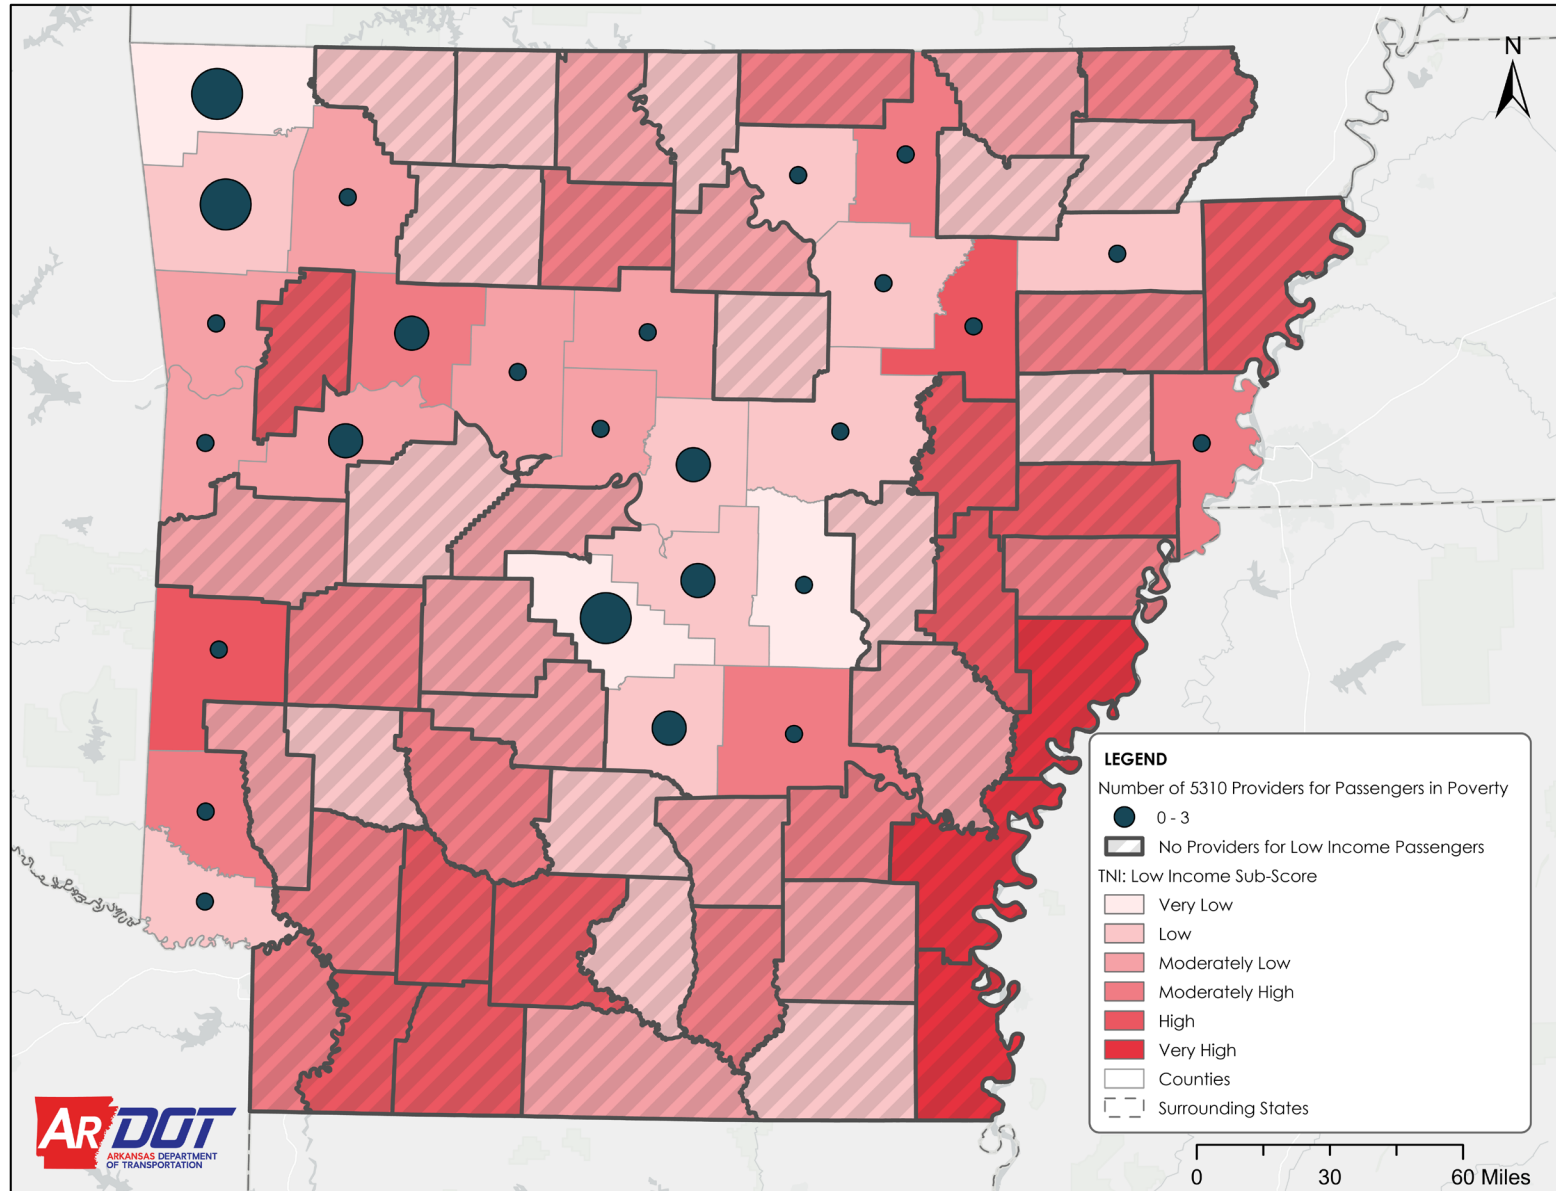 N
LEGEND
Number of 5310 Providers for Passengers in Poverty
0 - 3
No Providers for Low Income Passengers
TNI: Low Income Sub-Score
Very Low
Low
Moderately Low
Moderately High
High
Very High
Counties
Surrounding States
AR DOT
ARKANSAS DEPARTMENT
OF TRANSPORTATION
0 30 60 Miles